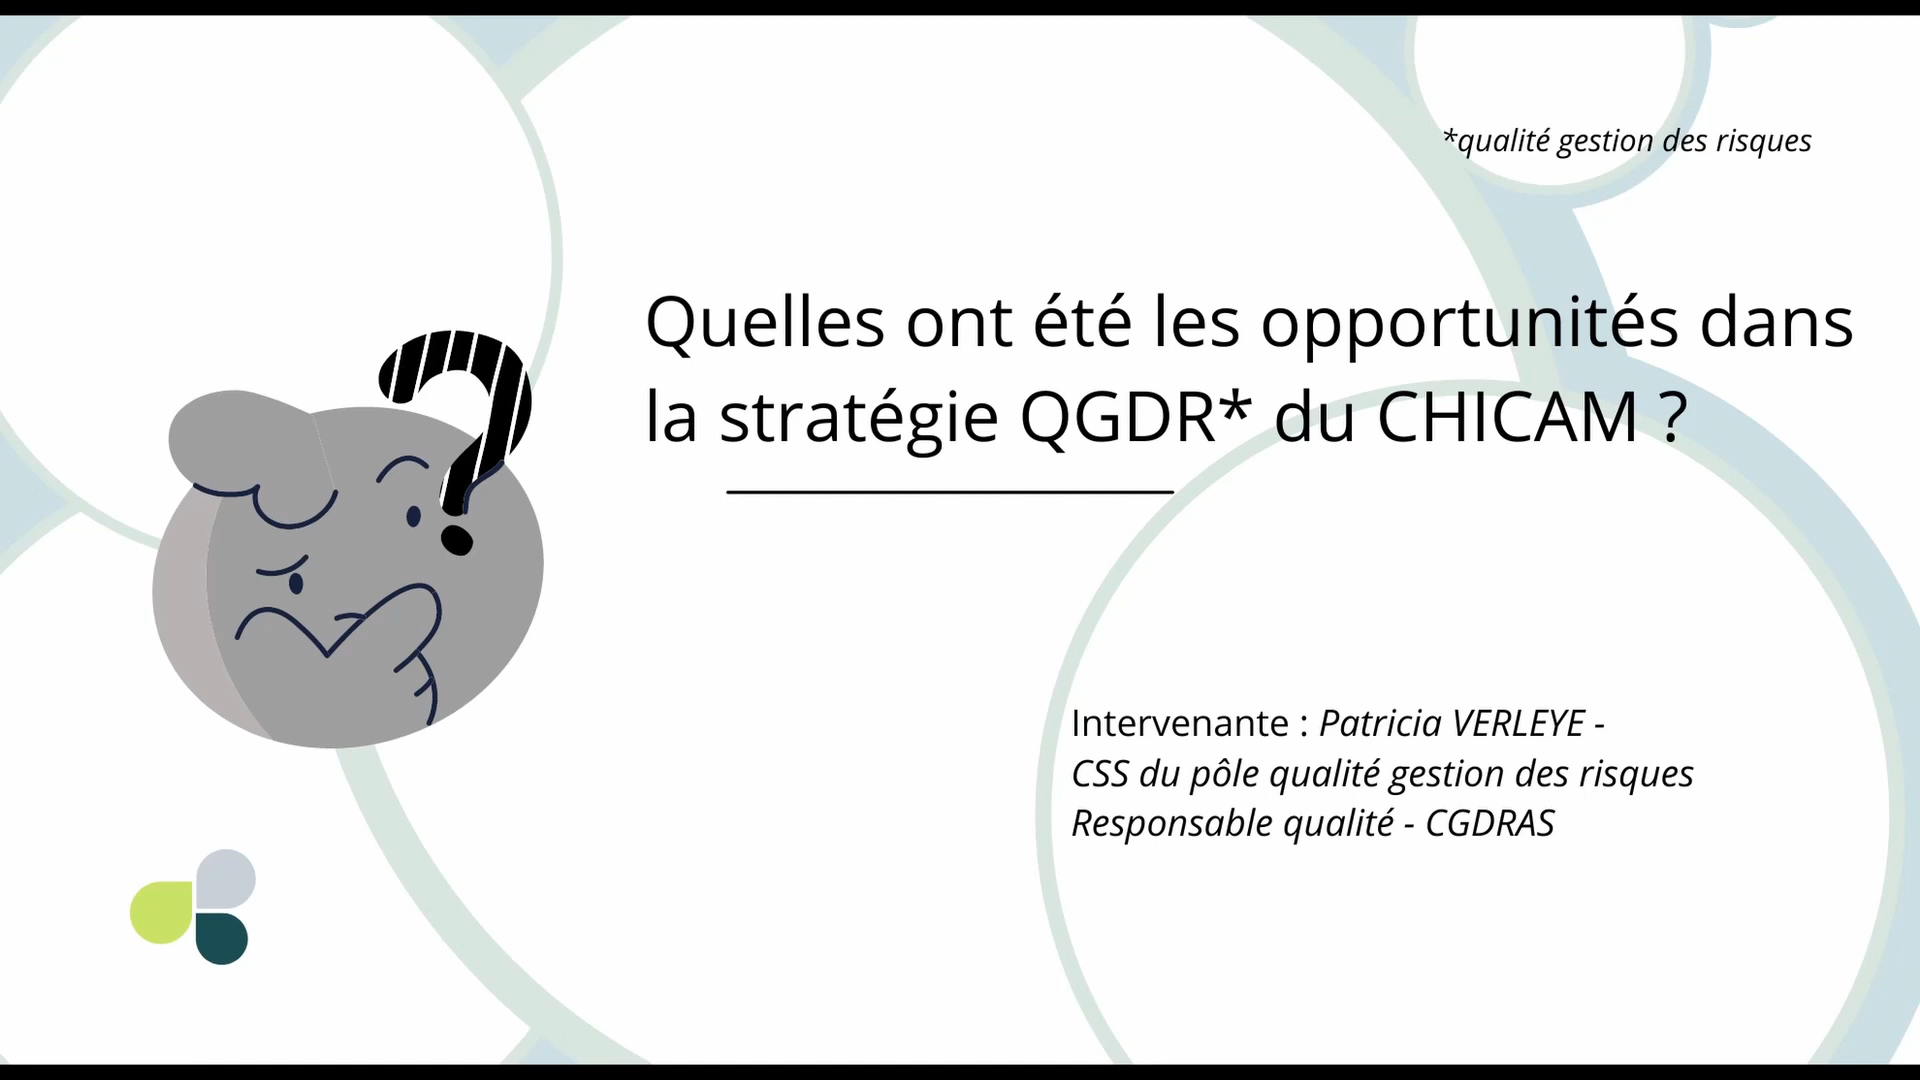 *qualité gestion des risques
Quelles ont été les opportunités dans
la stratégie QGDR* du CHICAM ?
Intervenante : Patricia VERLEYE -
CSS du pôle qualité gestion des risques
Responsable qualité - CGDRAS